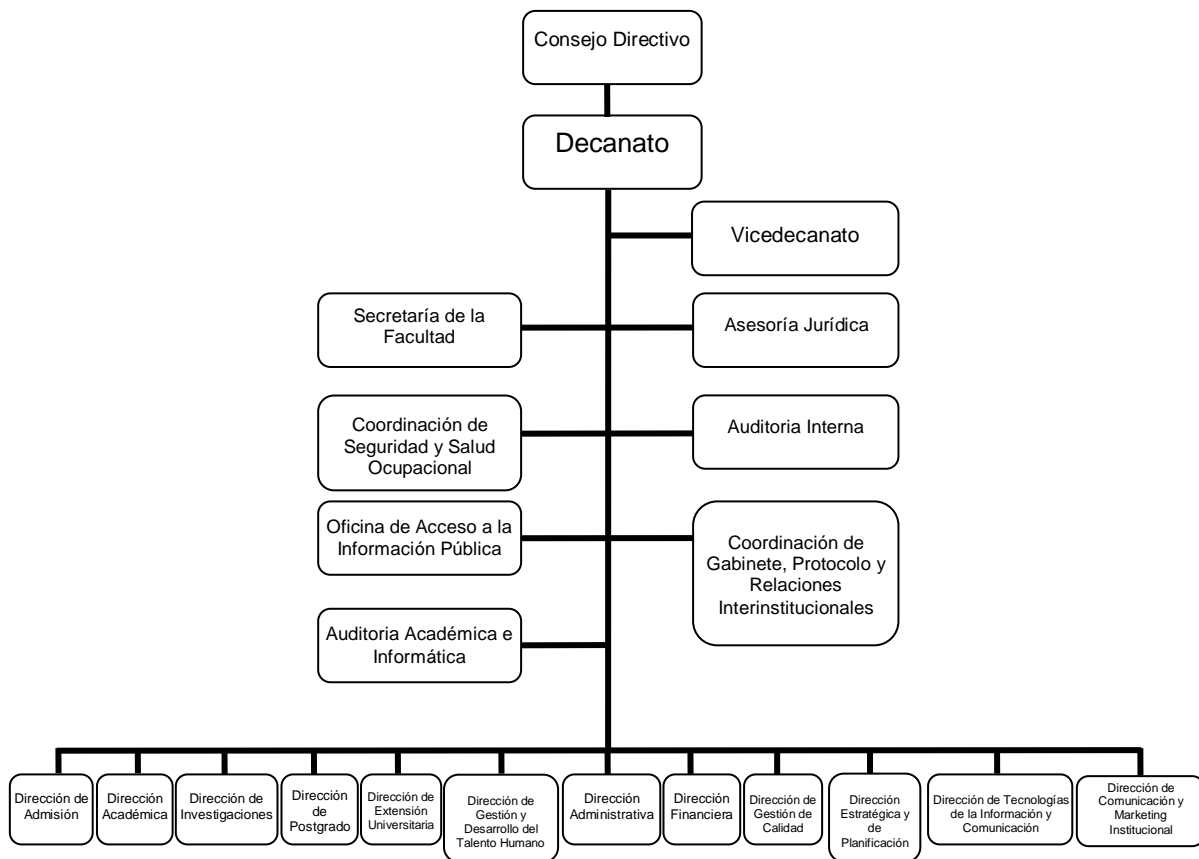 Consejo Directivo
Decanato
Vicedecanato
Secretaría de la
Facultad
Asesoría Jurídica
Coordinación de
Seguridad y Salud
Ocupacional
Auditoria Interna
Oficina de Acceso a la
Información Pública
Coordinación de
Gabinete, Protocolo y
Relaciones
Interinstitucionales
Auditoria Académica e
Informática
Dirección de
Admisión
Dirección
Académica
Dirección de
Investigaciones
Dirección
de
Postgrado
Dirección de
Extensión
Universitaria
Dirección de
Gestión y
Desarrollo del
Talento Humano
Dirección
Administrativa
Dirección
Financiera
Dirección de
Gestión de
Calidad
Dirección
Estratégica y
de
Planificación
Dirección de Tecnologías
de la Información y
Comunicación
Dirección de
Comunicación y
Marketing
Institucional